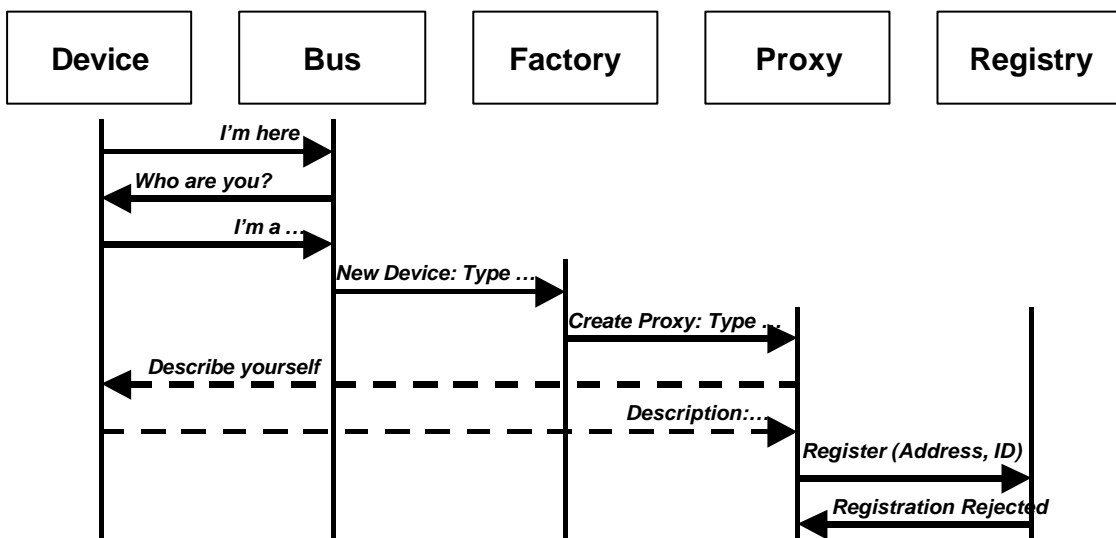 Device
Bus
Factory
Proxy
Registry
I'm here
Who are you?
I'm a …
New Device: Type …
Create Proxy: Type …
Describe yourself
Description:…
Register (Address, ID)
Registration Rejected